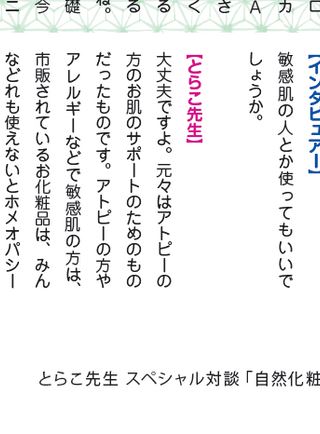 【インタビュアー】
敏感肌の人とか使ってもいいで
しょうか。
【とらこ先生】
大丈夫ですよ。元々はアトピーの
方のお肌のサポートのためのもの
だったものです。アトピーの方や
アレルギーなどで敏感肌の方は、
市販されているお化粧品は、みん
などれも使えないとホメオパシー
とらこ先生 スペシャル対談「自然化粧